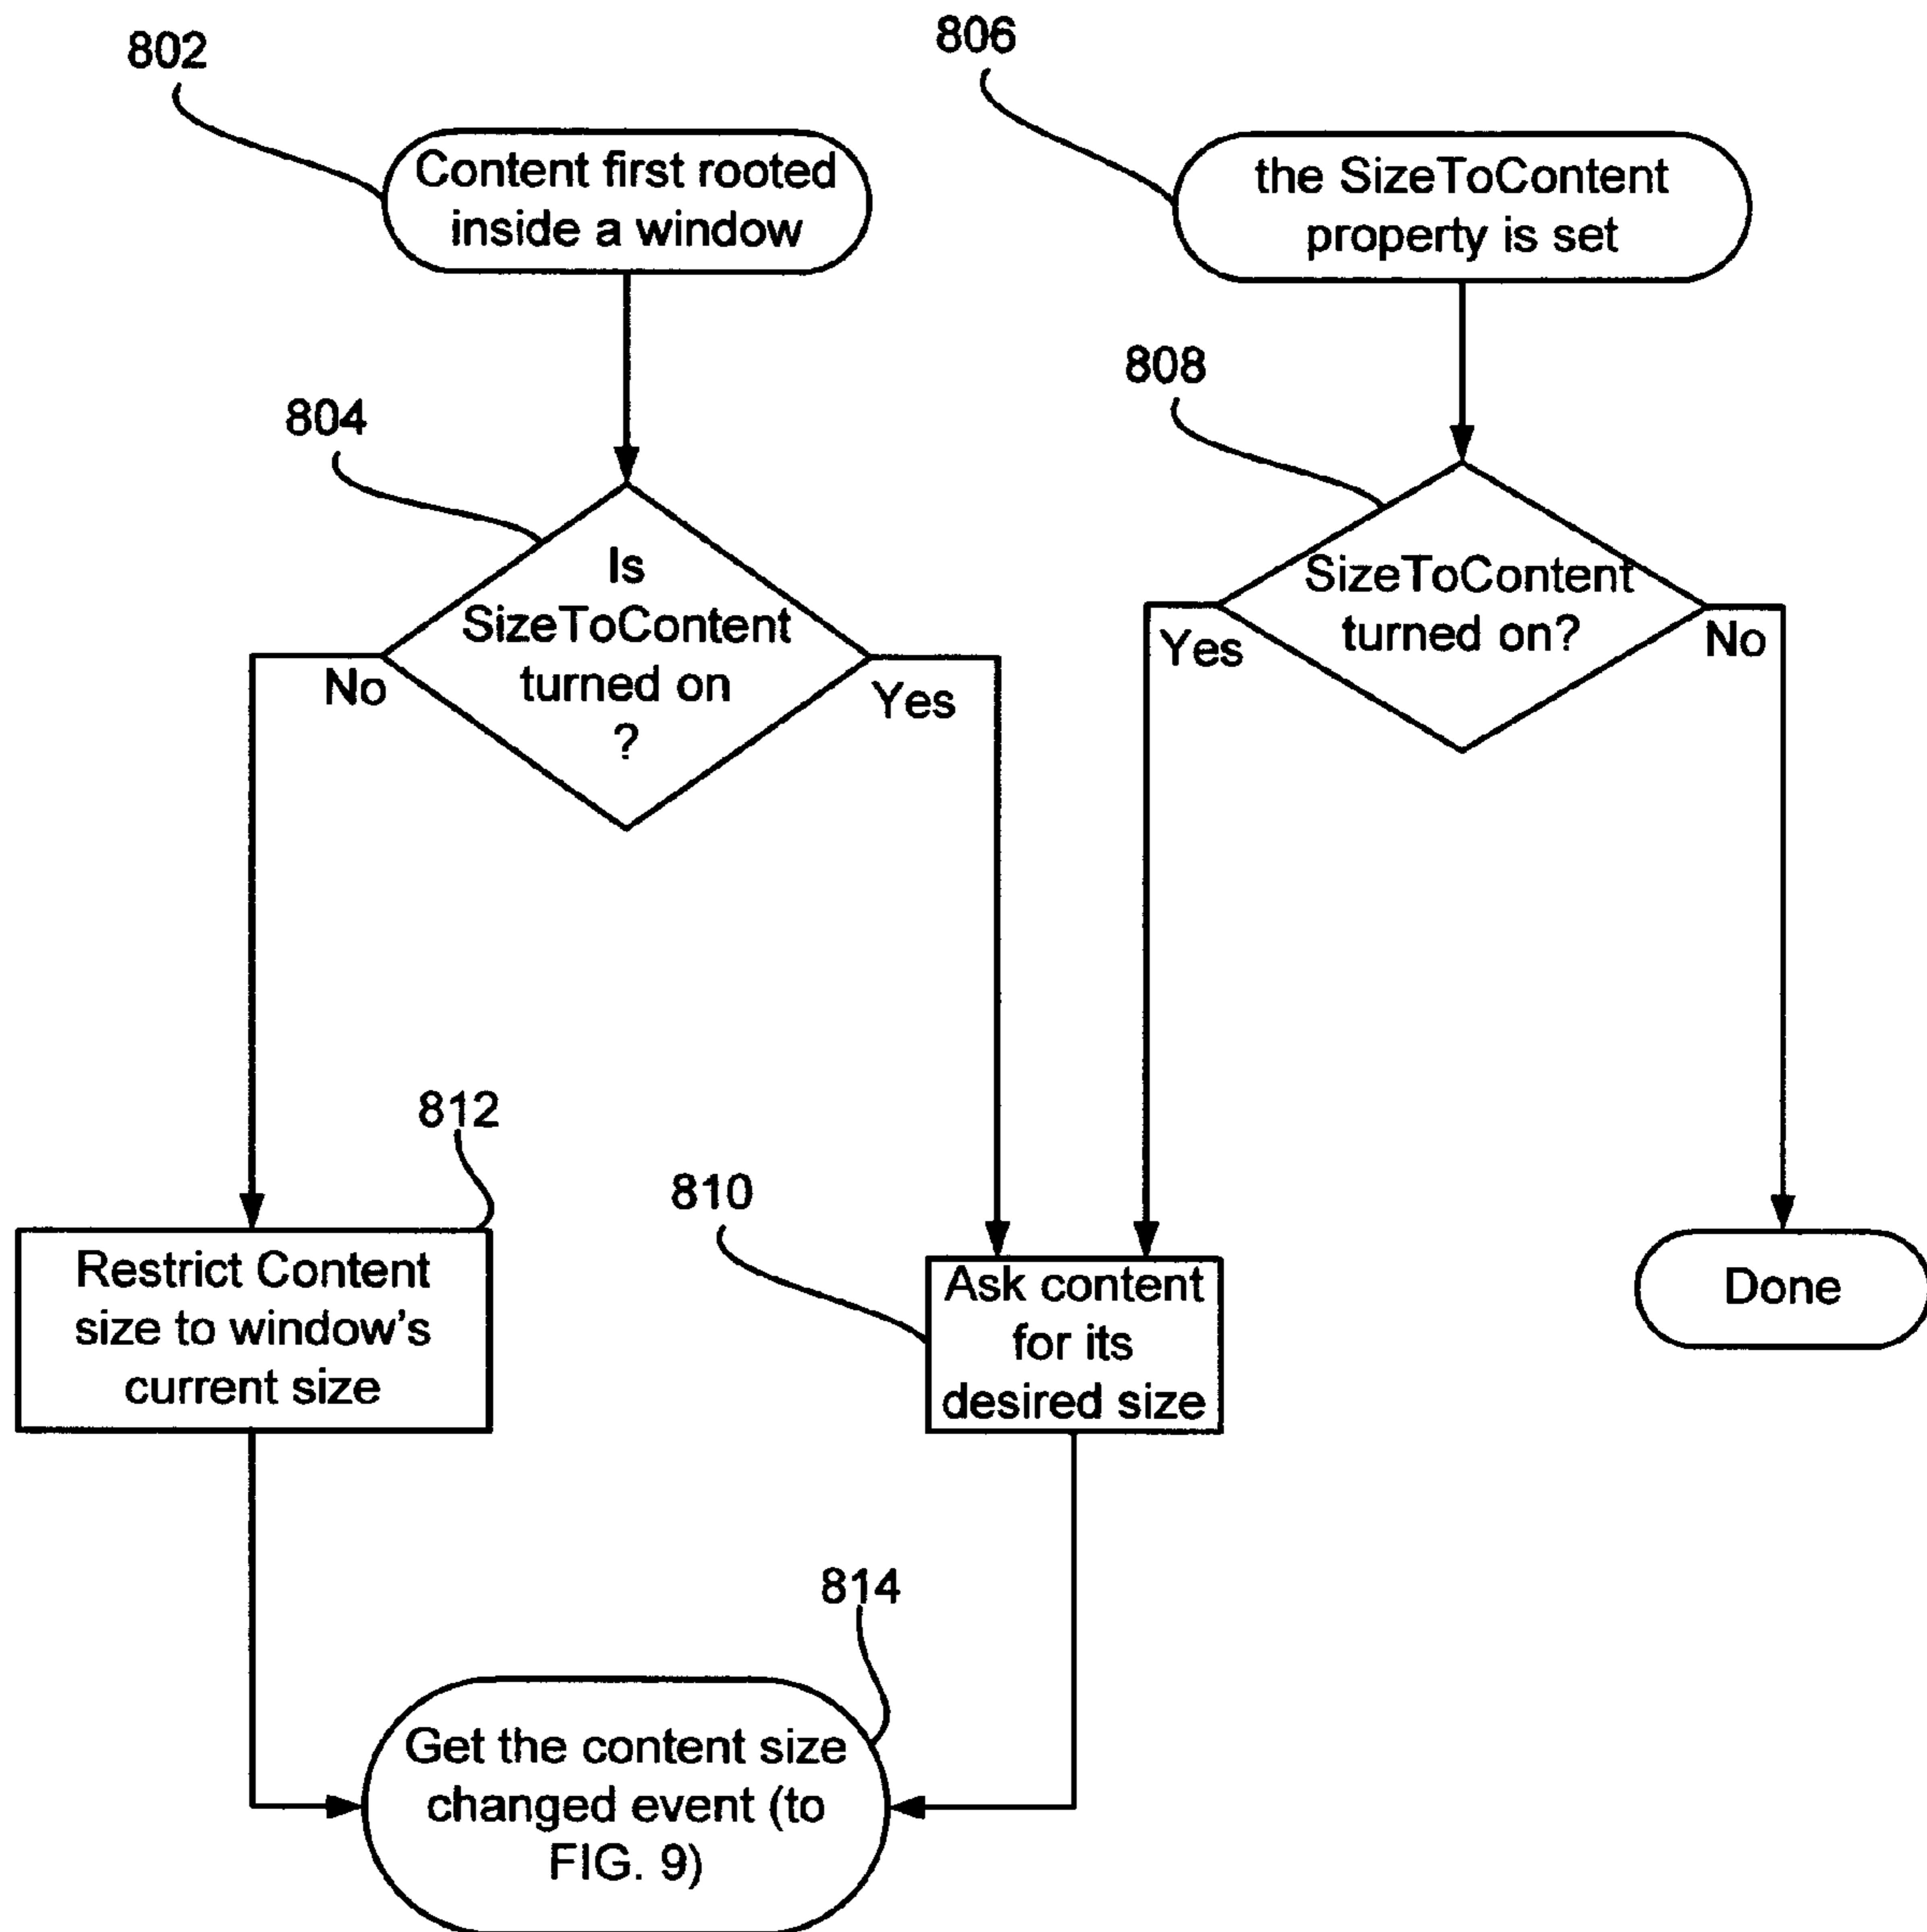 802
806
Content first rooted
inside a window
the SizeToContent
property is set
804
808
Is
SizeToContent
turned on
?
No
Yes
SizeToContent
turned on?
Yes
No
812
810
Restrict Content
size to window's
current size
Ask content
for its
desired size
Done
814
Get the content size
changed event (to
FIG. 9)